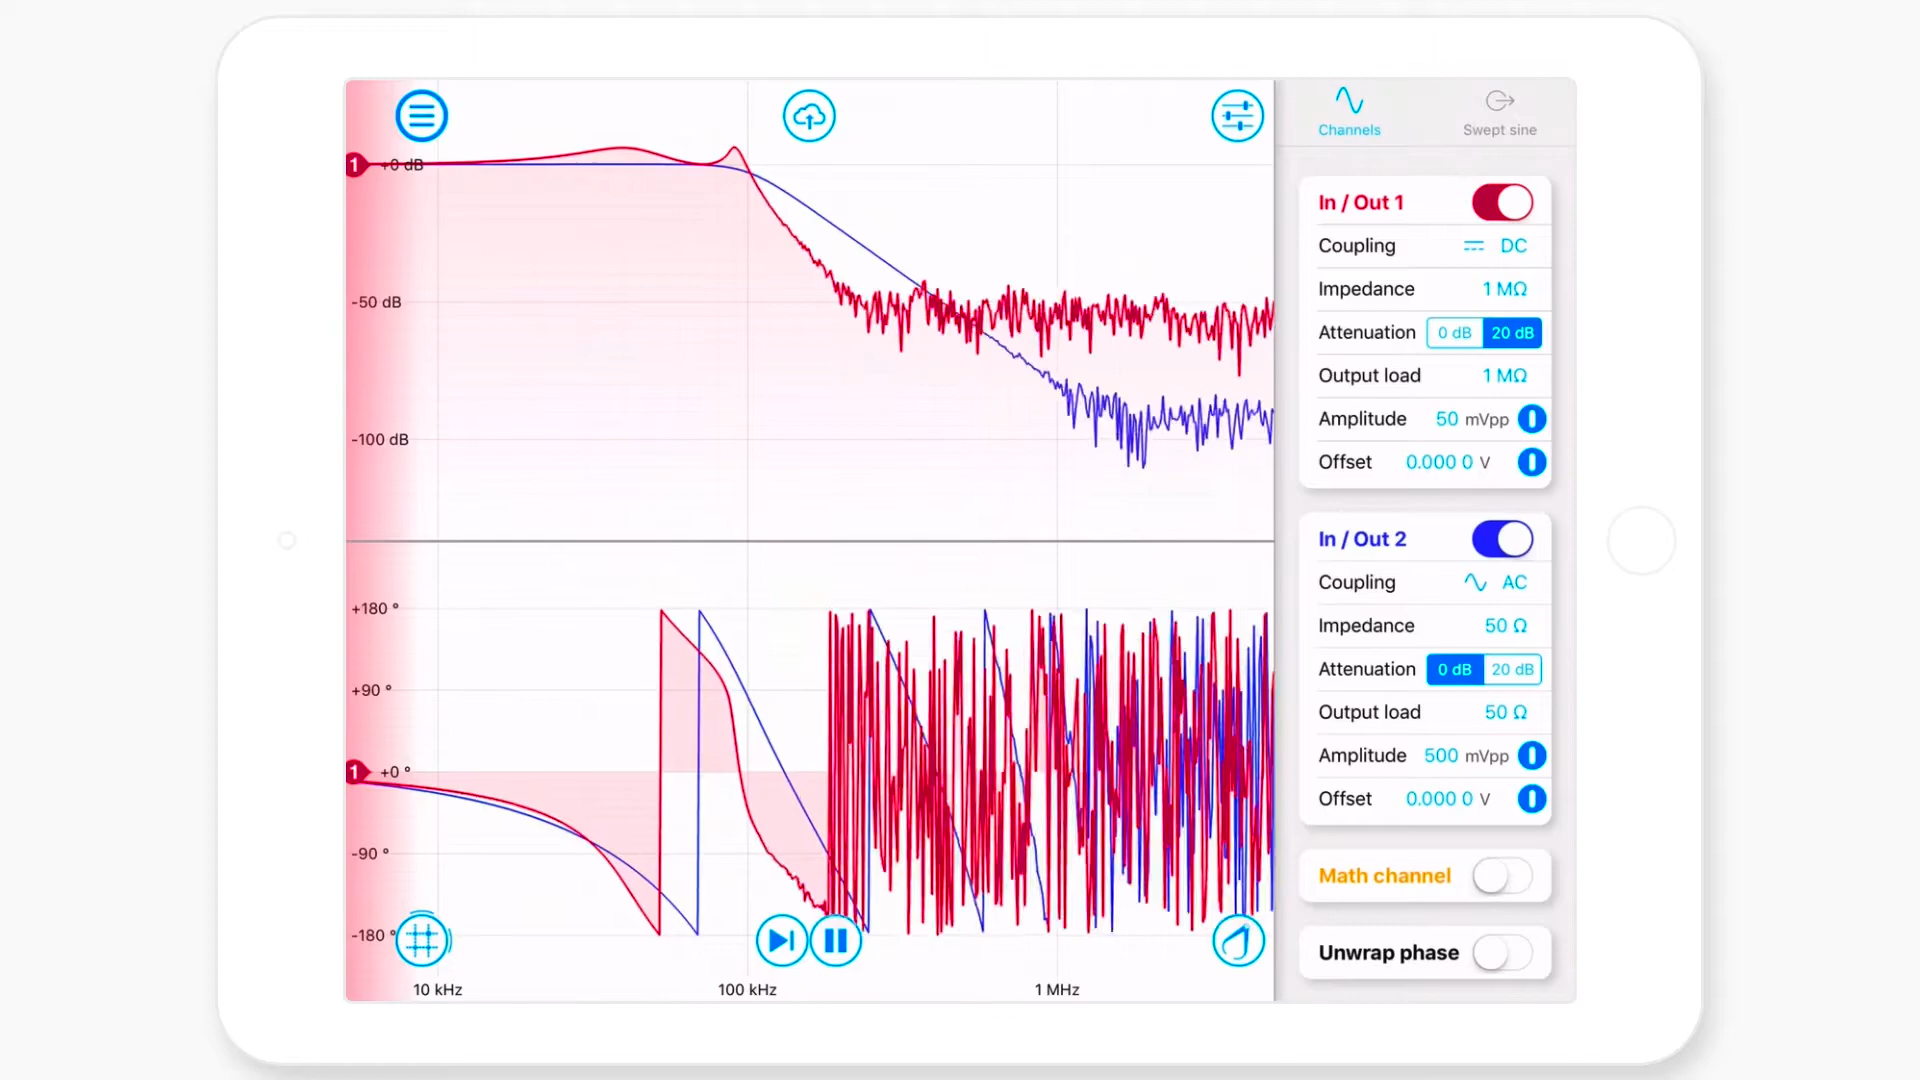 Channels
Swept sine
1
+0 dB
-50 dB
-100 dB
+180 °
+90 °
1
+0 °
-90 °
-180 °
10 kHz
100 kHz
1 MHz
In / Out 1
Coupling DC
Impedance 1 MΩ
Attenuation 0 dB 20 dB
Output load 1 MΩ
Amplitude 50 mVpp
Offset 0.000 0 V
In / Out 2
Coupling AC
Impedance 50 Ω
Attenuation 0 dB 20 dB
Output load 50 Ω
Amplitude 500 mVpp
Offset 0.000 0 V
Math channel
Unwrap phase